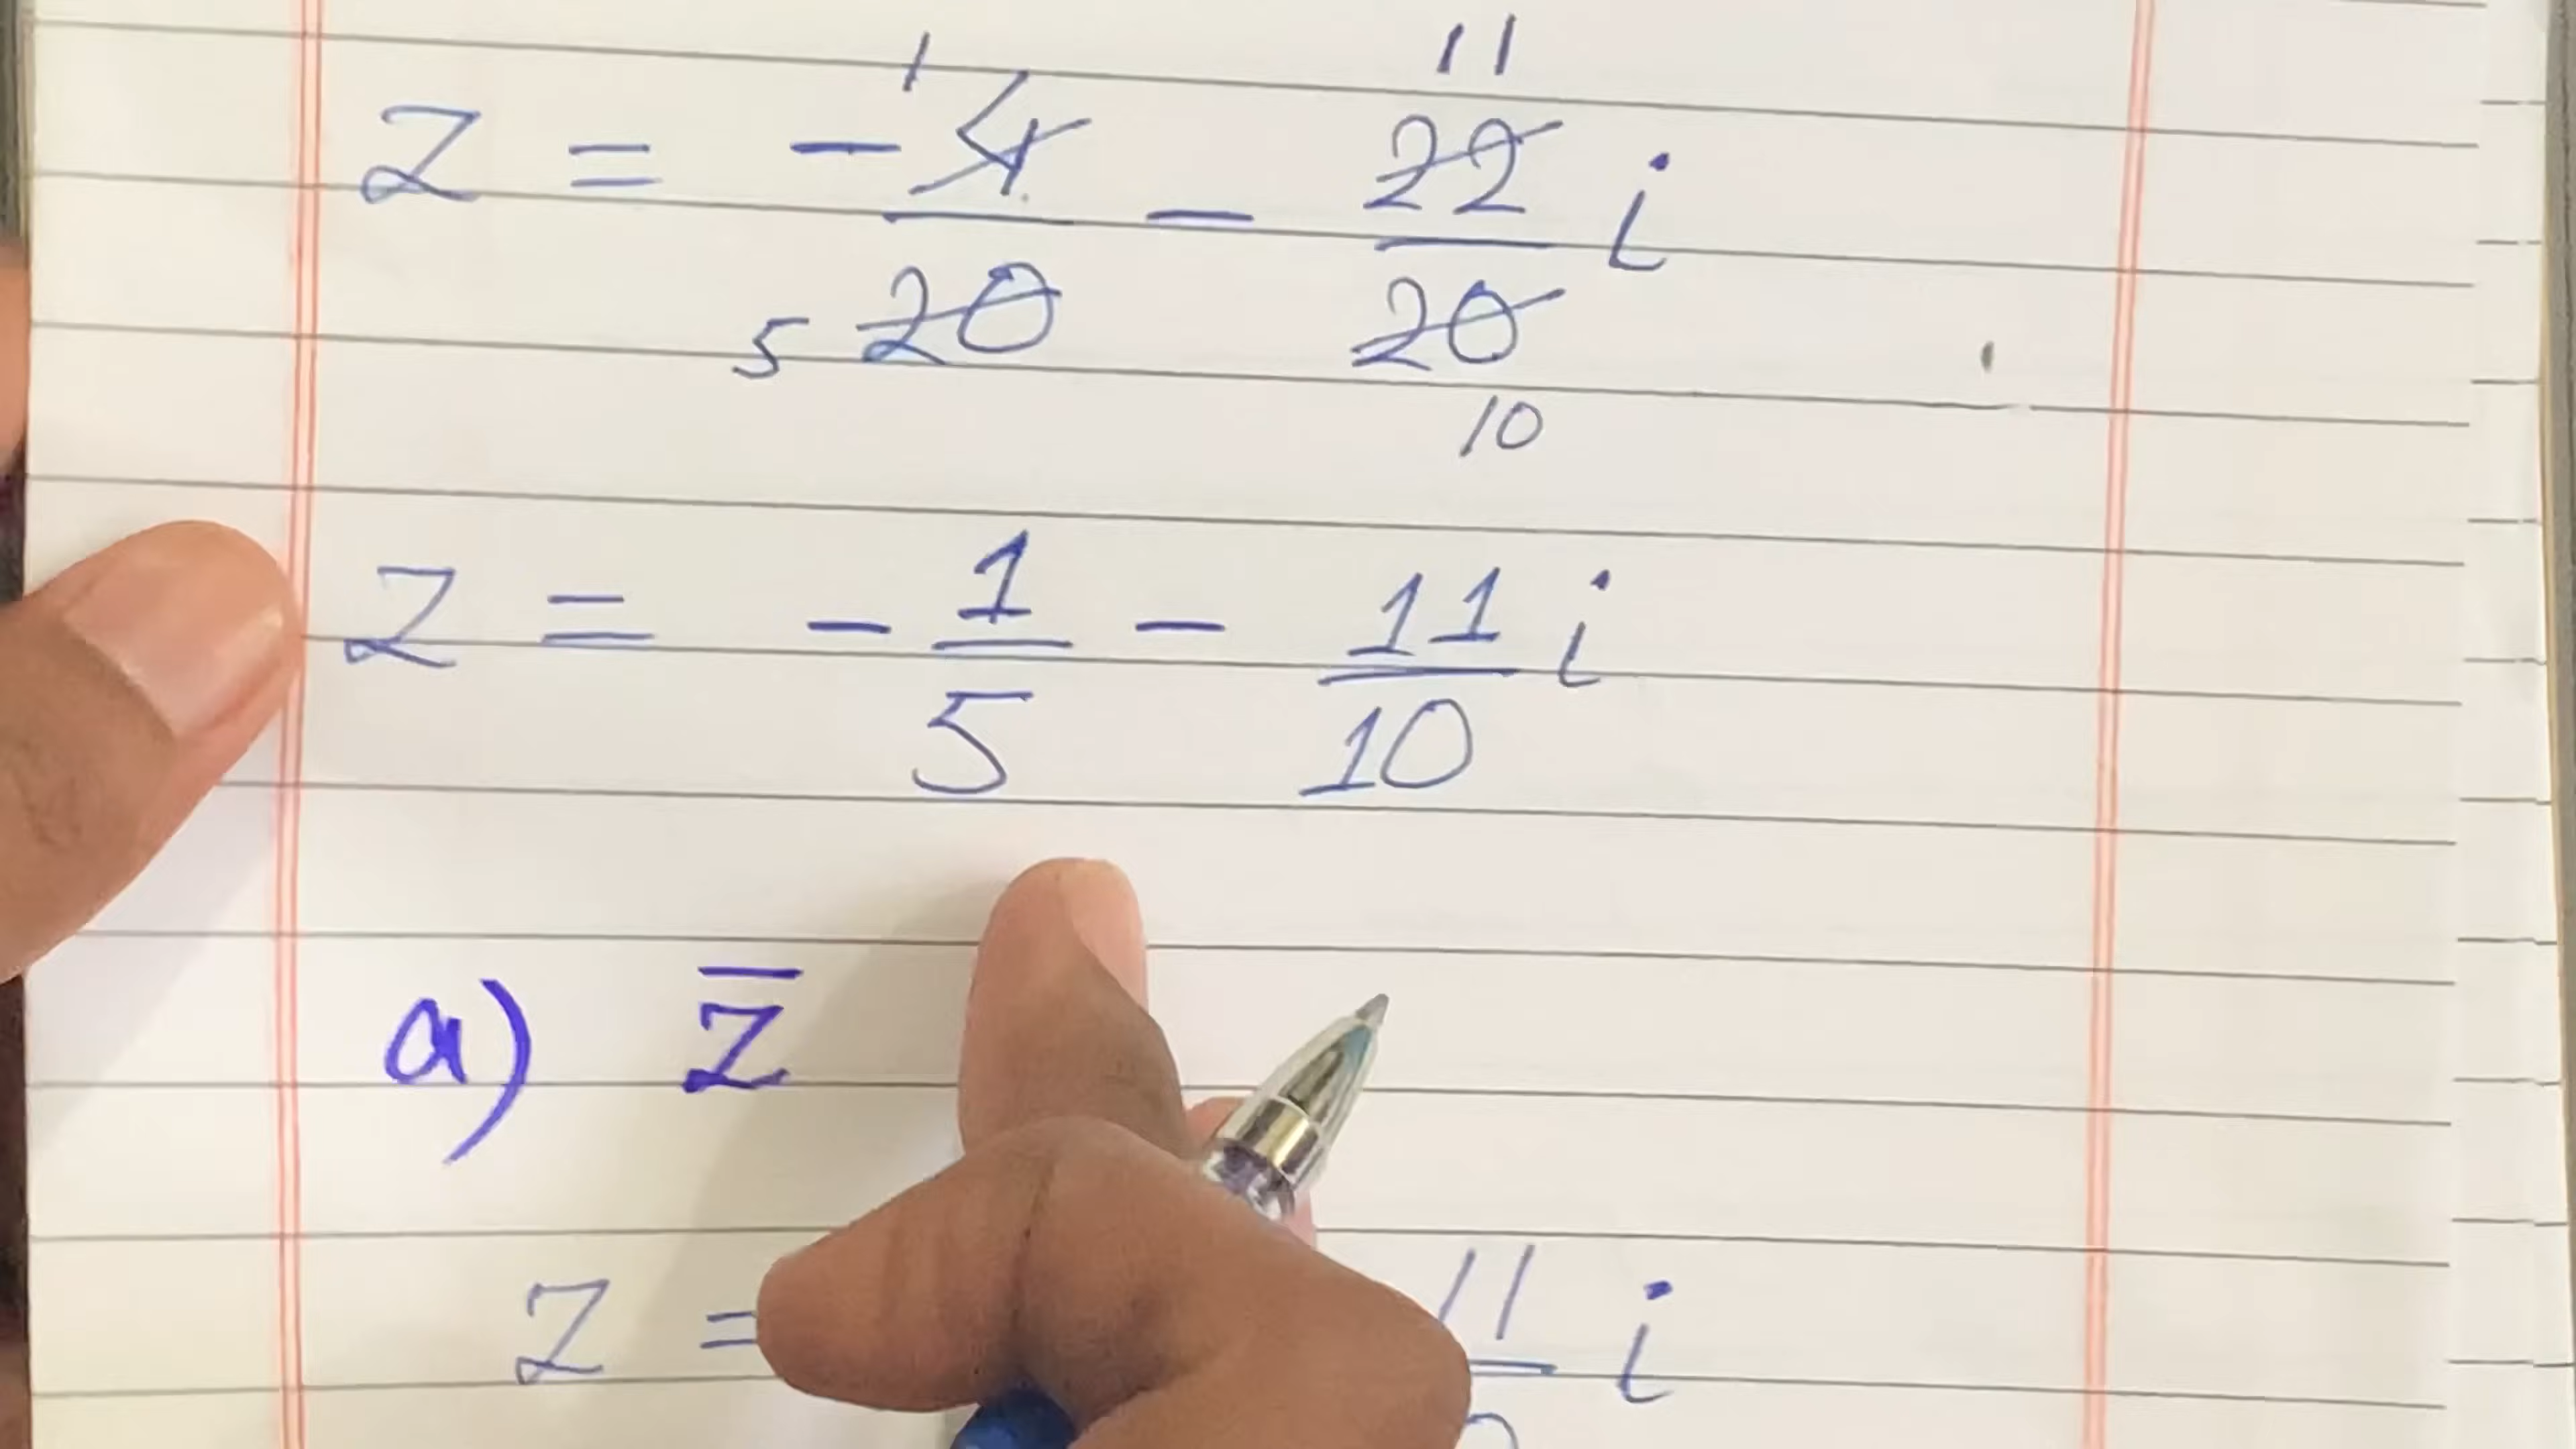 1 11
Z = -4/20 - 22/20 i
5 10
Z = - 1/5 - 11/10 i
a) Z̅
Z = 11 i